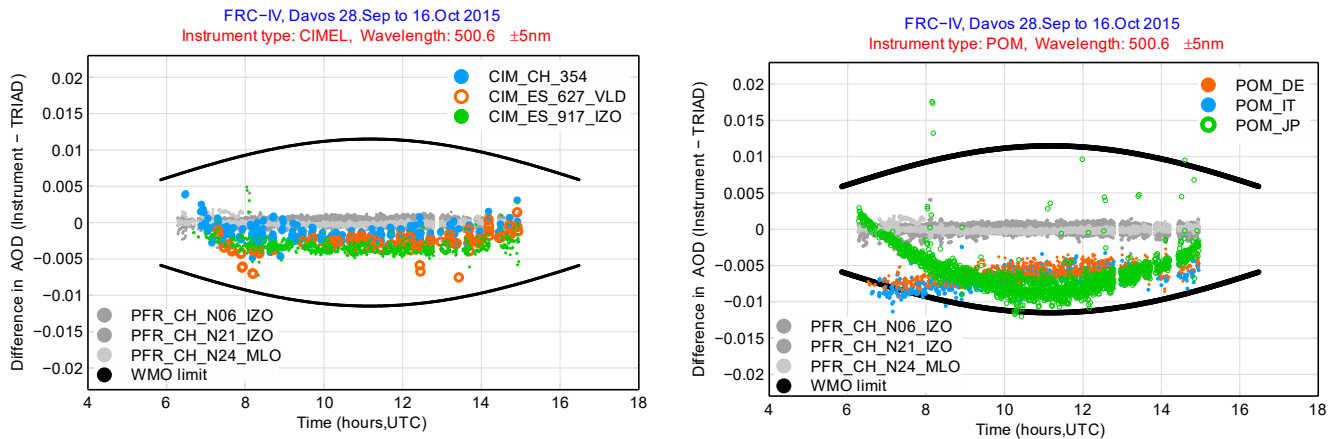 FRC−IV, Davos 28.Sep to 16.Oct 2015
Instrument type: CIMEL, Wavelength: 500.6 ±5nm
Difference in AOD (Instrument − TRIAD)
0.02
0.015
0.01
0.005
0
−0.005
−0.01
−0.015
−0.02
CIM_CH_354
CIM_ES_627_VLD
CIM_ES_917_IZO
PFR_CH_N06_IZO
PFR_CH_N21_IZO
PFR_CH_N24_MLO
WMO limit
4 6 8 10 12 14 16 18
Time (hours,UTC)
FRC−IV, Davos 28.Sep to 16.Oct 2015
Instrument type: POM, Wavelength: 500.6 ±5nm
Difference in AOD (Instrument − TRIAD)
0.02
0.015
0.01
0.005
0
−0.005
−0.01
−0.015
−0.02
POM_DE
POM_IT
POM_JP
PFR_CH_N06_IZO
PFR_CH_N21_IZO
PFR_CH_N24_MLO
WMO limit
4 6 8 10 12 14 16 18
Time (hours,UTC)